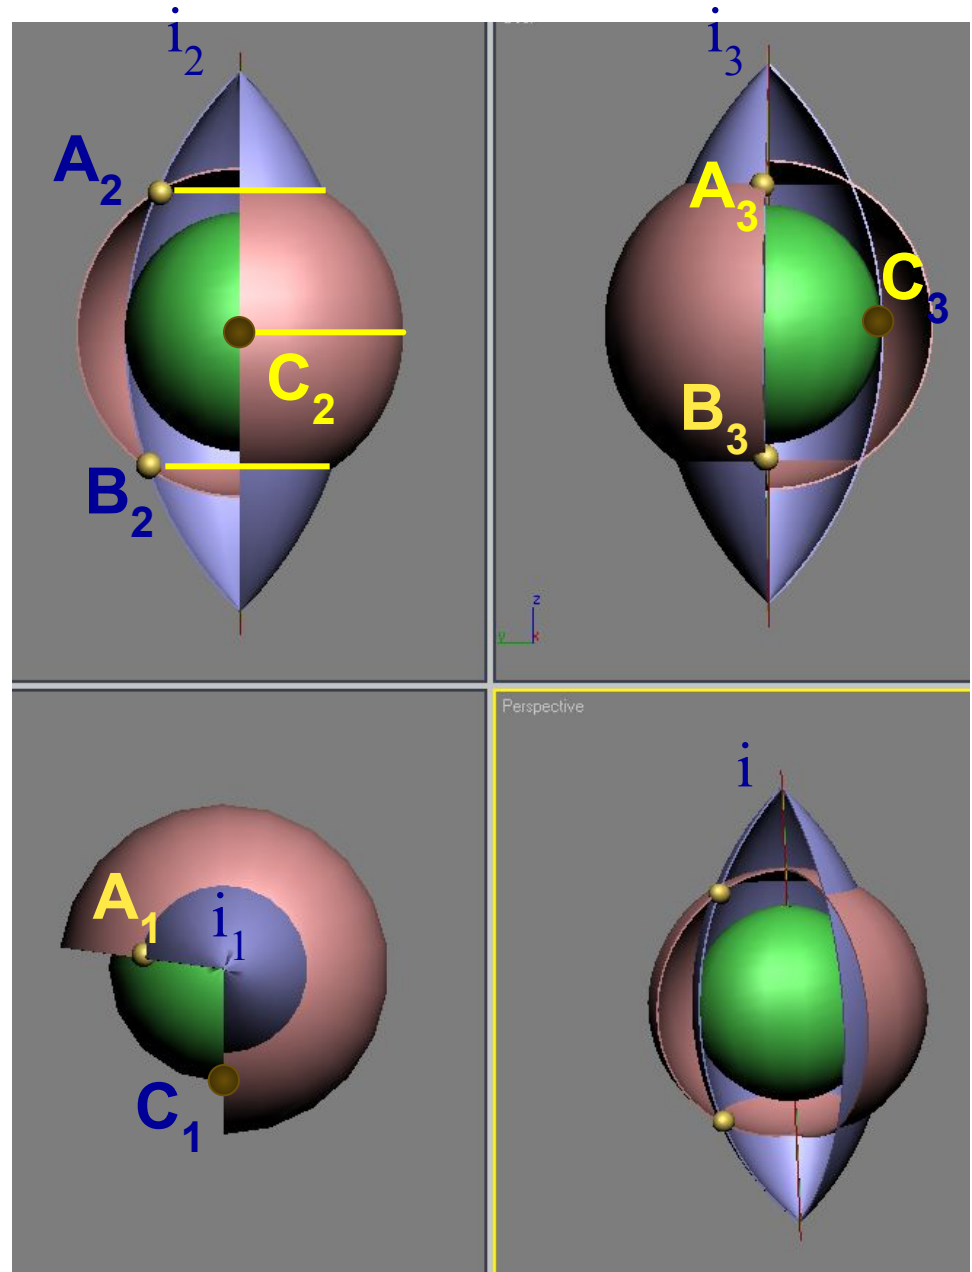 i₂
A₂
C₂
B₂
i₃
A₃
C₃
B₃
z
y
x
A₁
i₁
C₁
Perspective
i